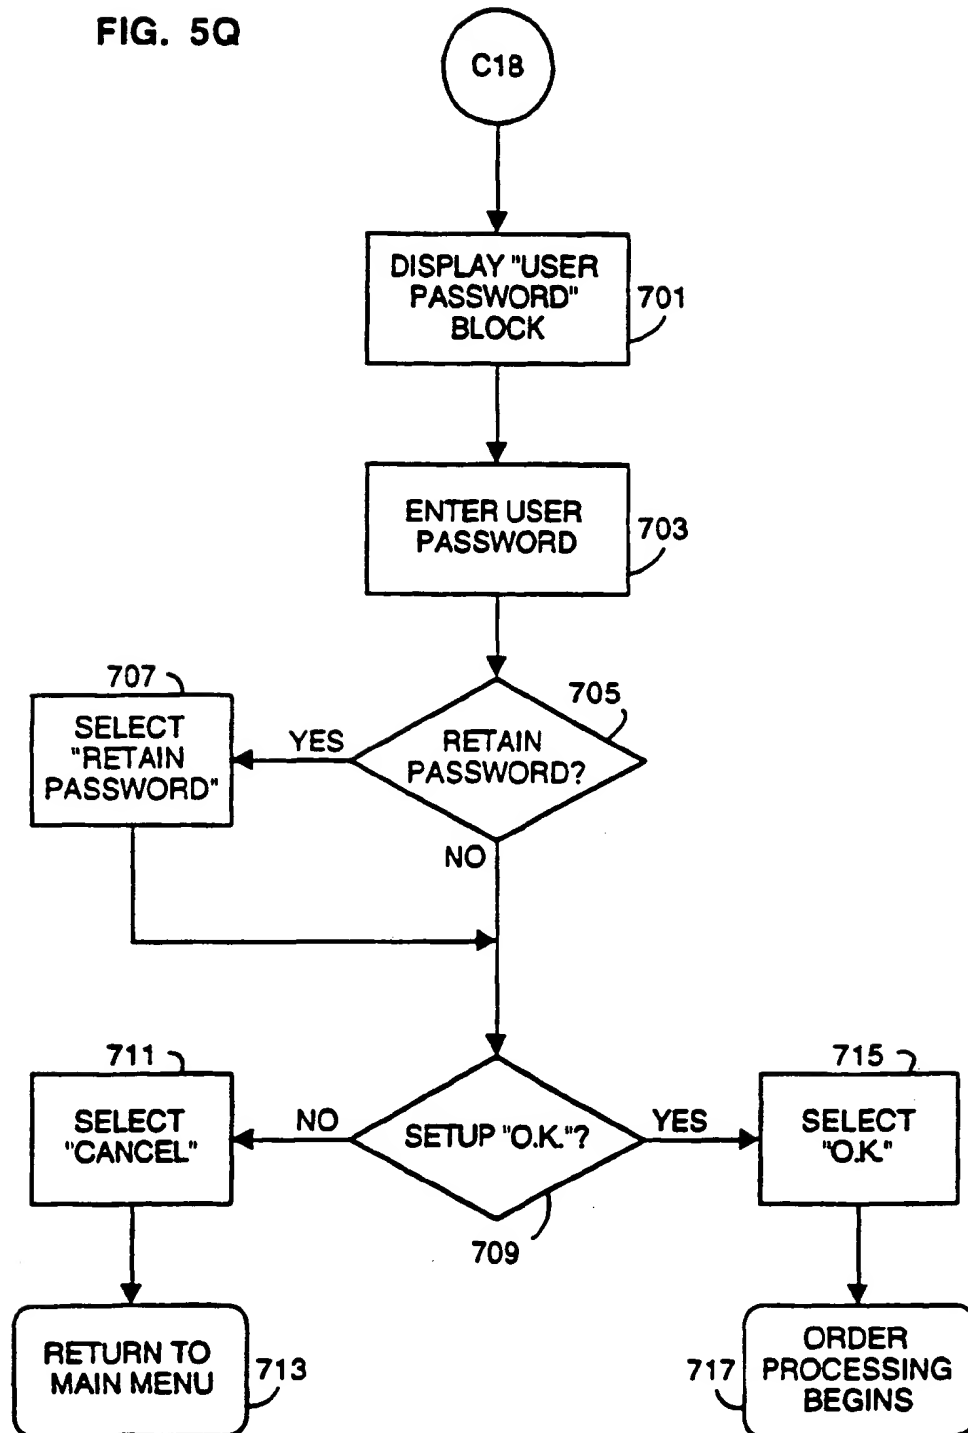 FIG. 5Q
C18
DISPLAY "USER
PASSWORD"
BLOCK
701
ENTER USER
PASSWORD
703
707
705
SELECT
"RETAIN
PASSWORD"
YES
RETAIN
PASSWORD?
NO
711
715
SELECT
"CANCEL"
NO
SETUP "O.K."?
YES
SELECT
"O.K."
709
RETURN TO
MAIN MENU
713
717
ORDER
PROCESSING
BEGINS